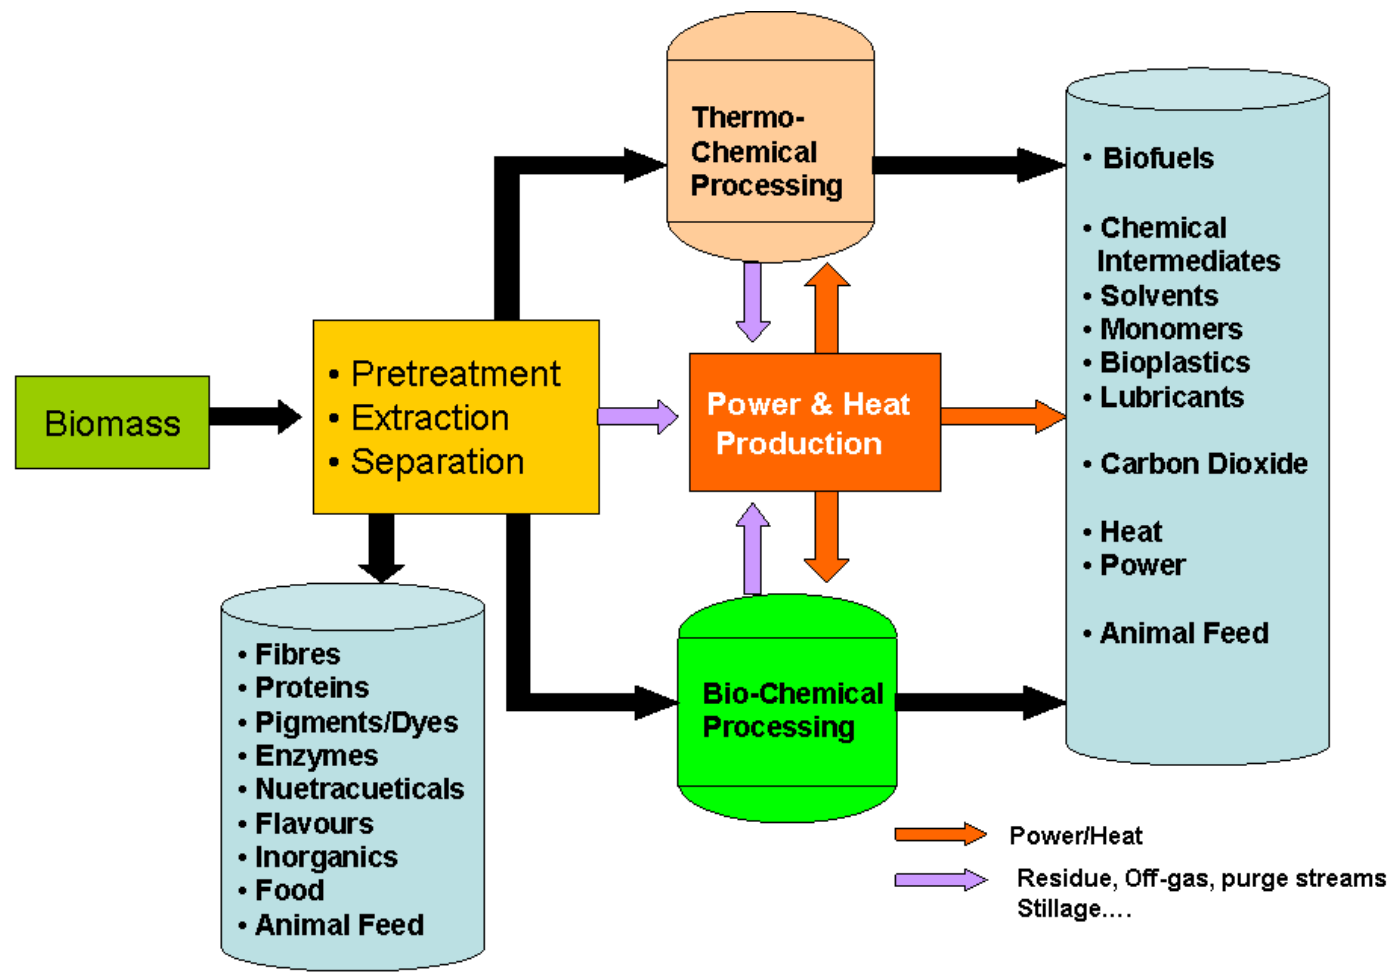 Thermo-
Chemical
Processing
• Biofuels
• Chemical
Intermediates
• Solvents
• Monomers
• Bioplastics
• Lubricants
• Carbon Dioxide
• Heat
• Power
• Animal Feed
Biomass
• Pretreatment
• Extraction
• Separation
Power & Heat
Production
• Fibres
• Proteins
• Pigments/Dyes
• Enzymes
• Nuetracueticals
• Flavours
• Inorganics
• Food
• Animal Feed
Bio-Chemical
Processing
Power/Heat
Residue, Off-gas, purge streams
Stillage....